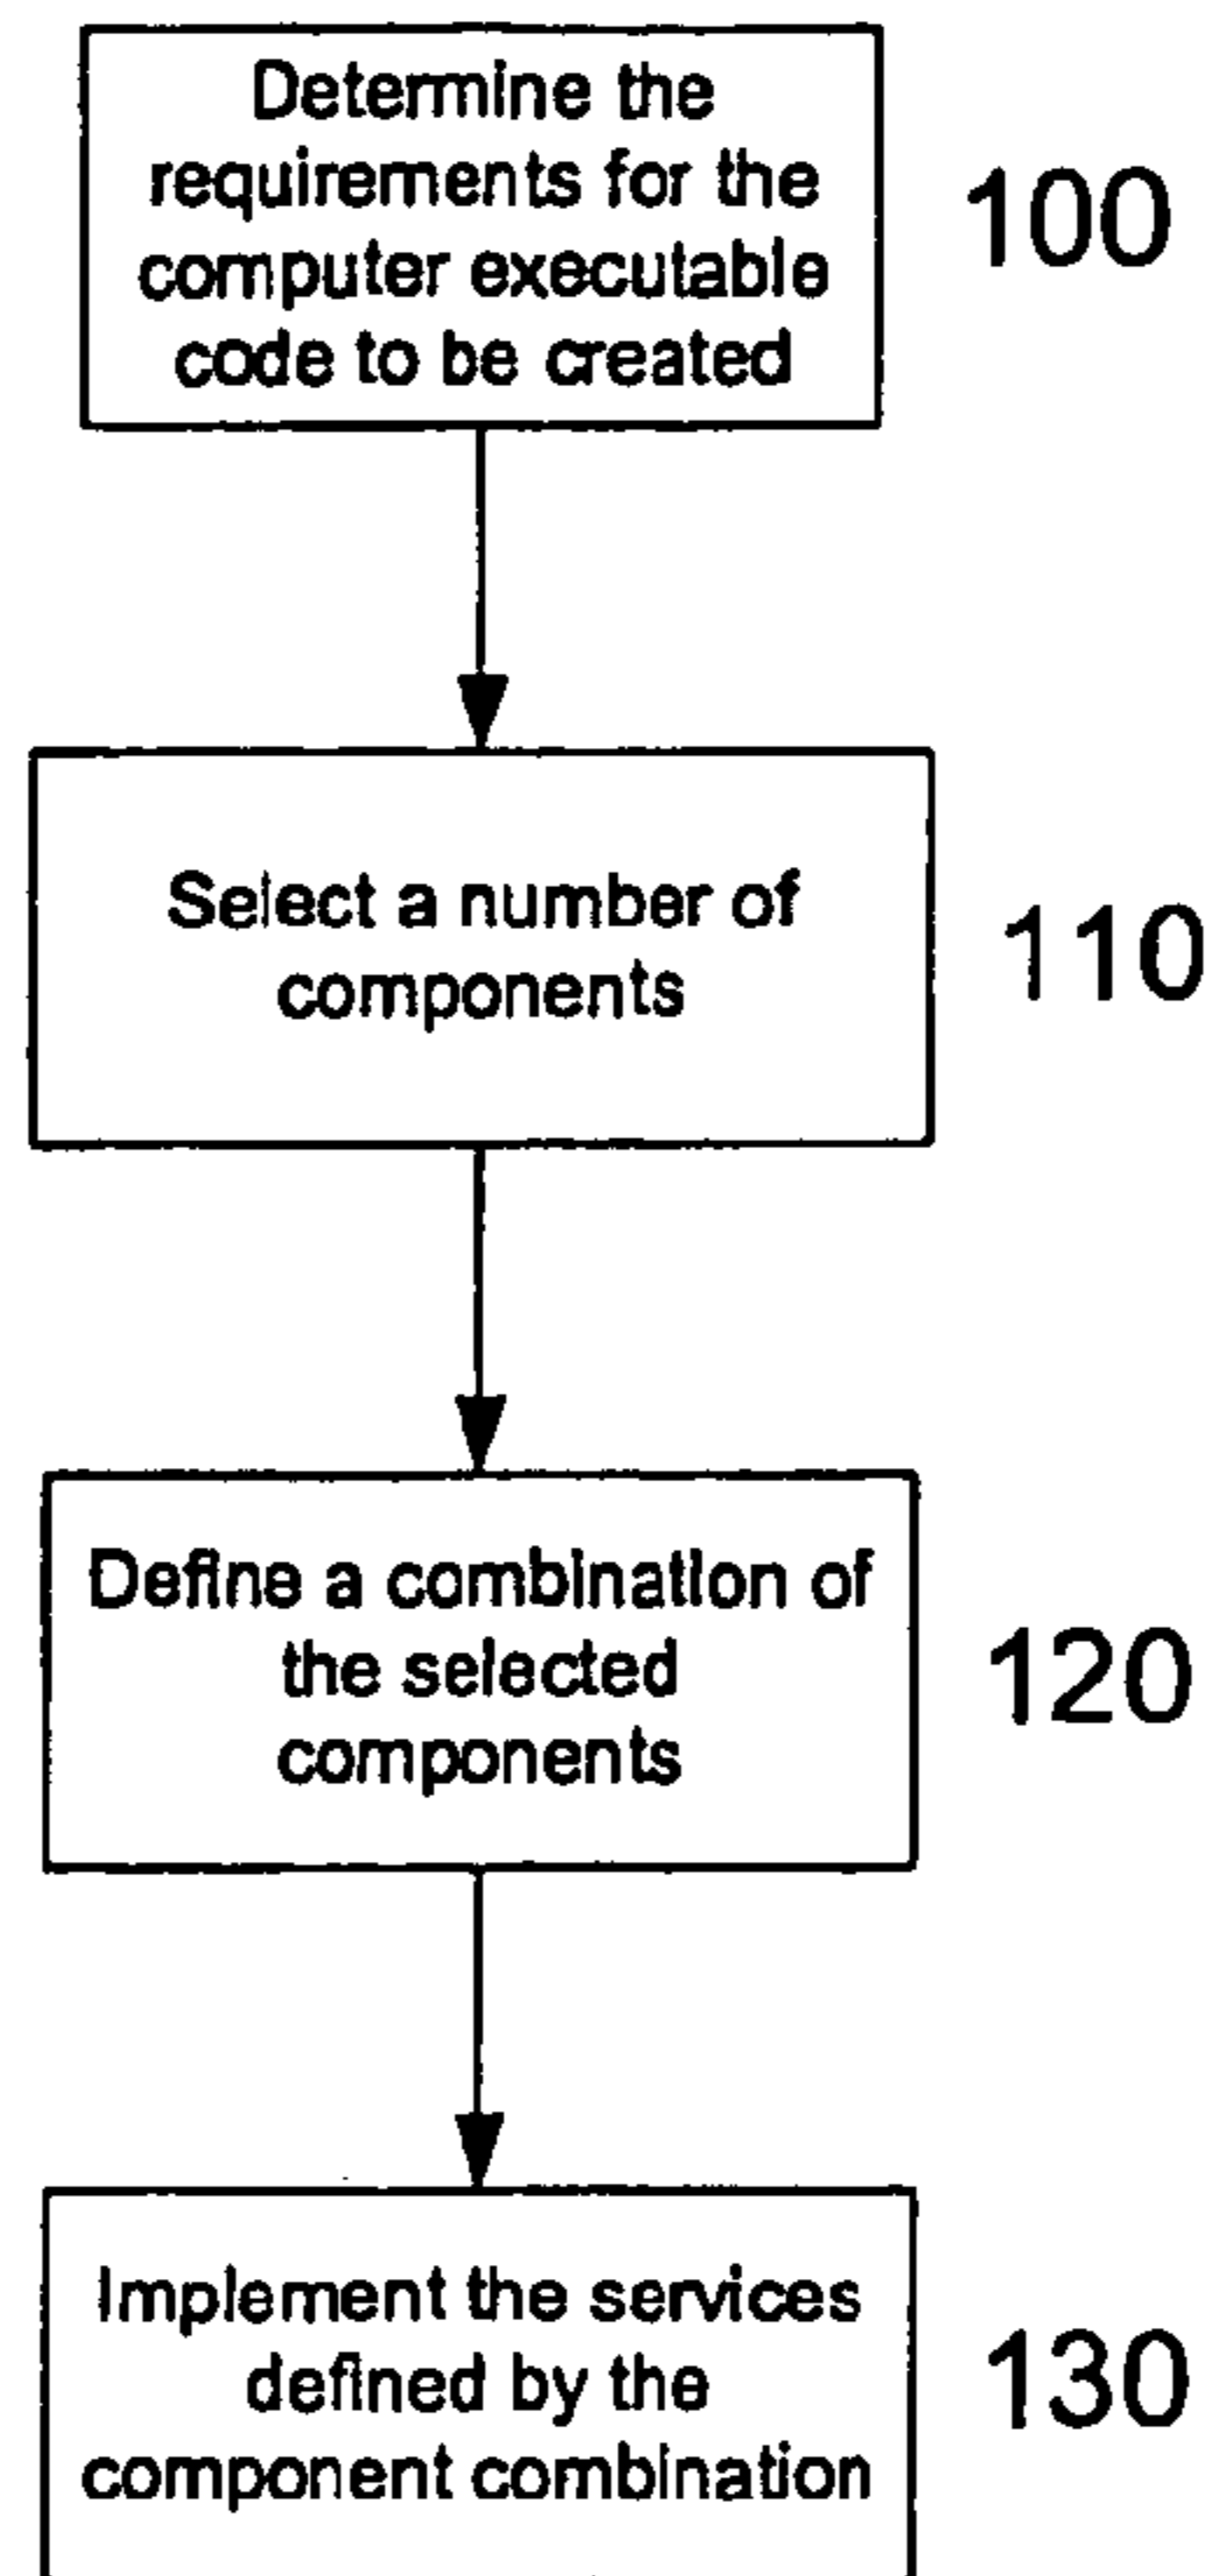 Determine the
requirements for the
computer executable
code to be created
100
Select a number of
components
110
Define a combination of
the selected
components
120
Implement the services
defined by the
component combination
130